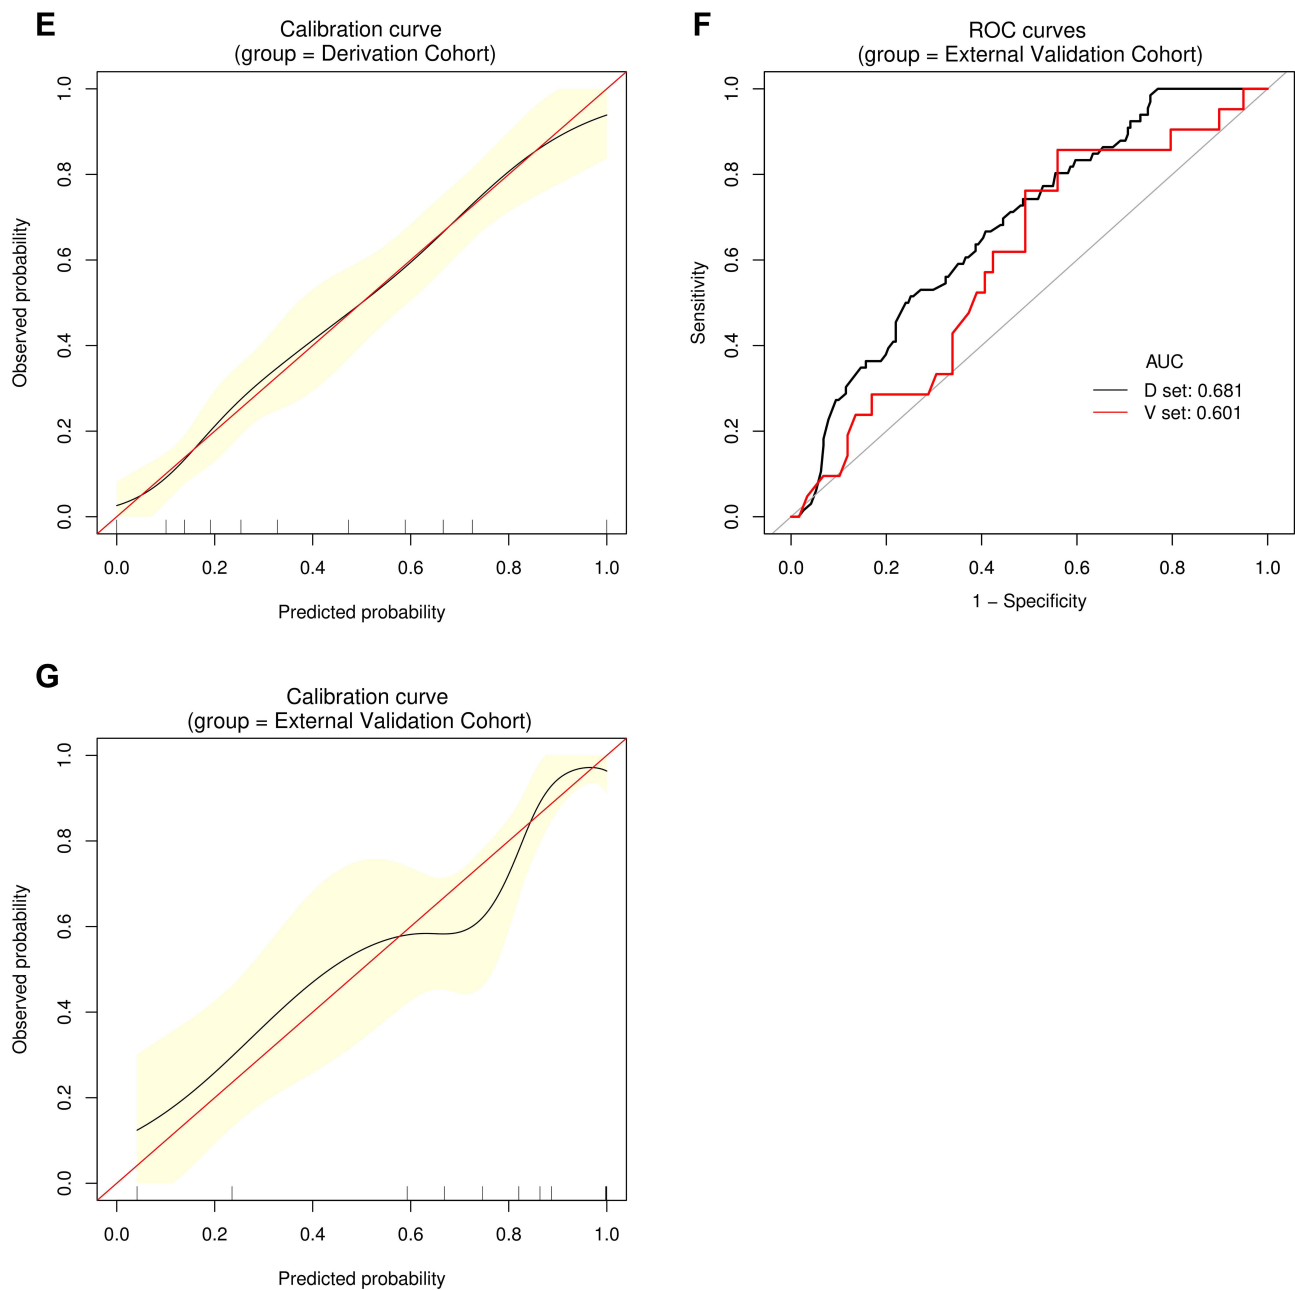 E
Calibration curve
(group = Derivation Cohort)
Observed probability
1.0
0.8
0.6
0.4
0.2
0.0
0.0 0.2 0.4 0.6 0.8 1.0
Predicted probability
F
ROC curves
(group = External Validation Cohort)
Sensitivity
1.0
0.8
0.6
0.4
0.2
0.0
AUC
D set: 0.681
V set: 0.601
0.0 0.2 0.4 0.6 0.8 1.0
1 − Specificity
G
Calibration curve
(group = External Validation Cohort)
Observed probability
1.0
0.8
0.6
0.4
0.2
0.0
0.0 0.2 0.4 0.6 0.8 1.0
Predicted probability